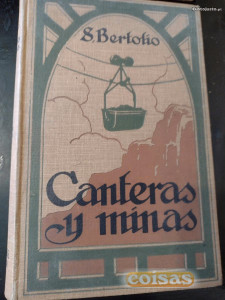 S. Bertolio
Canteras
y minas
coisas